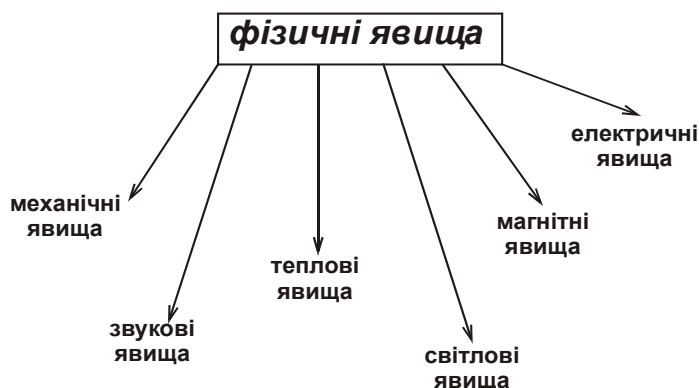 фізичні явища
механічні
явища
звукові
явища
теплові
явища
світлові
явища
магнітні
явища
електричні
явища